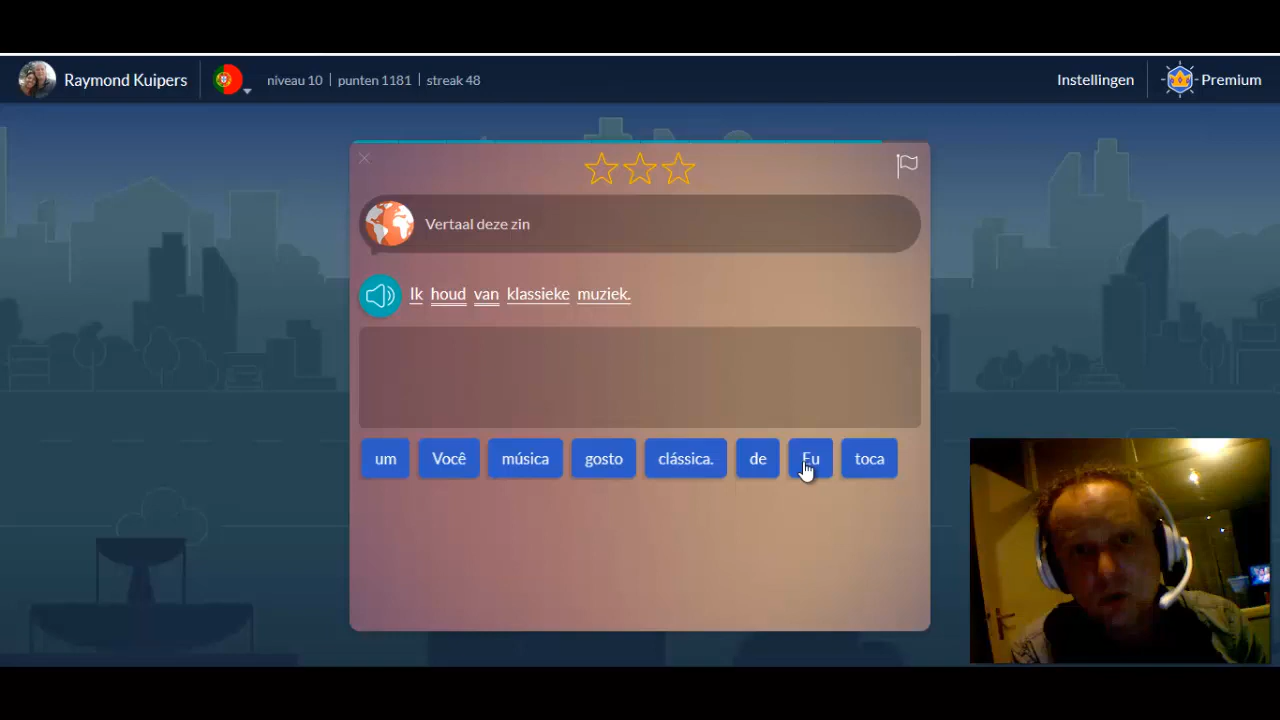 Raymond Kuipers niveau 10 | punten 1181 | streak 48 Instellingen Premium
Vertaal deze zin
Ik houd van klassieke muziek.
um Você música gosto clássica. de Eu toca